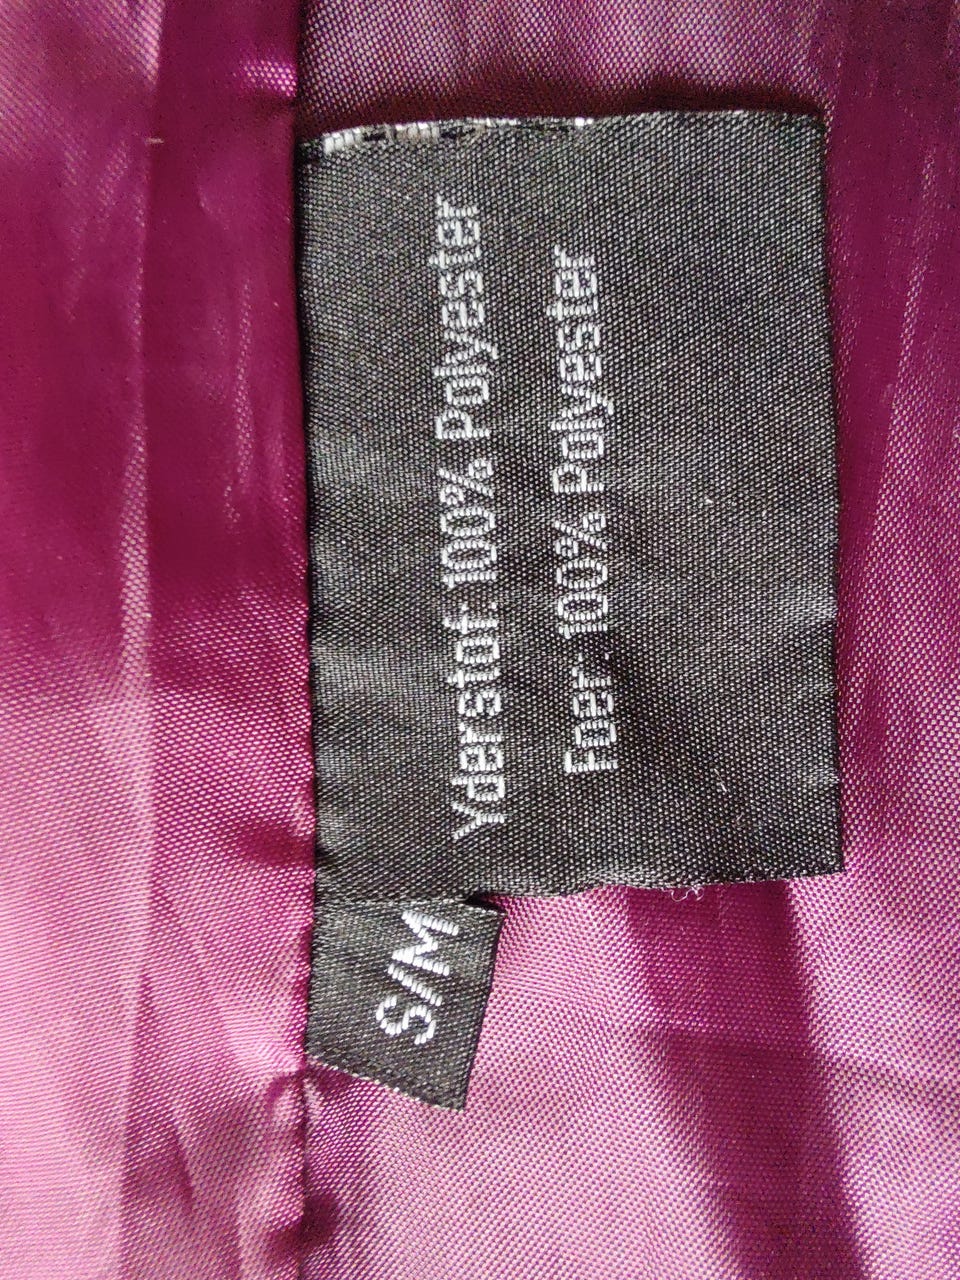 Yderstof: 100% Polyester
Foer: 100% Polyester
S/M